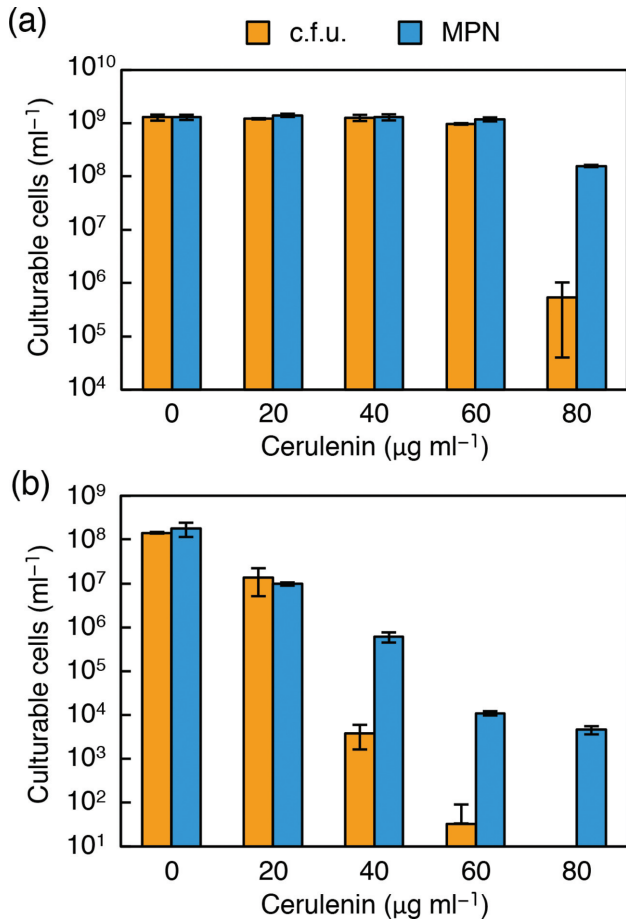 (a)
c.f.u. MPN
10¹⁰
10⁹
10⁸
10⁷
10⁶
10⁵
10⁴
Culturable cells (ml⁻¹)
0 20 40 60 80
Cerulenin (μg ml⁻¹)
(b)
10⁹
10⁸
10⁷
10⁶
10⁵
10⁴
10³
10²
10¹
Culturable cells (ml⁻¹)
0 20 40 60 80
Cerulenin (μg ml⁻¹)